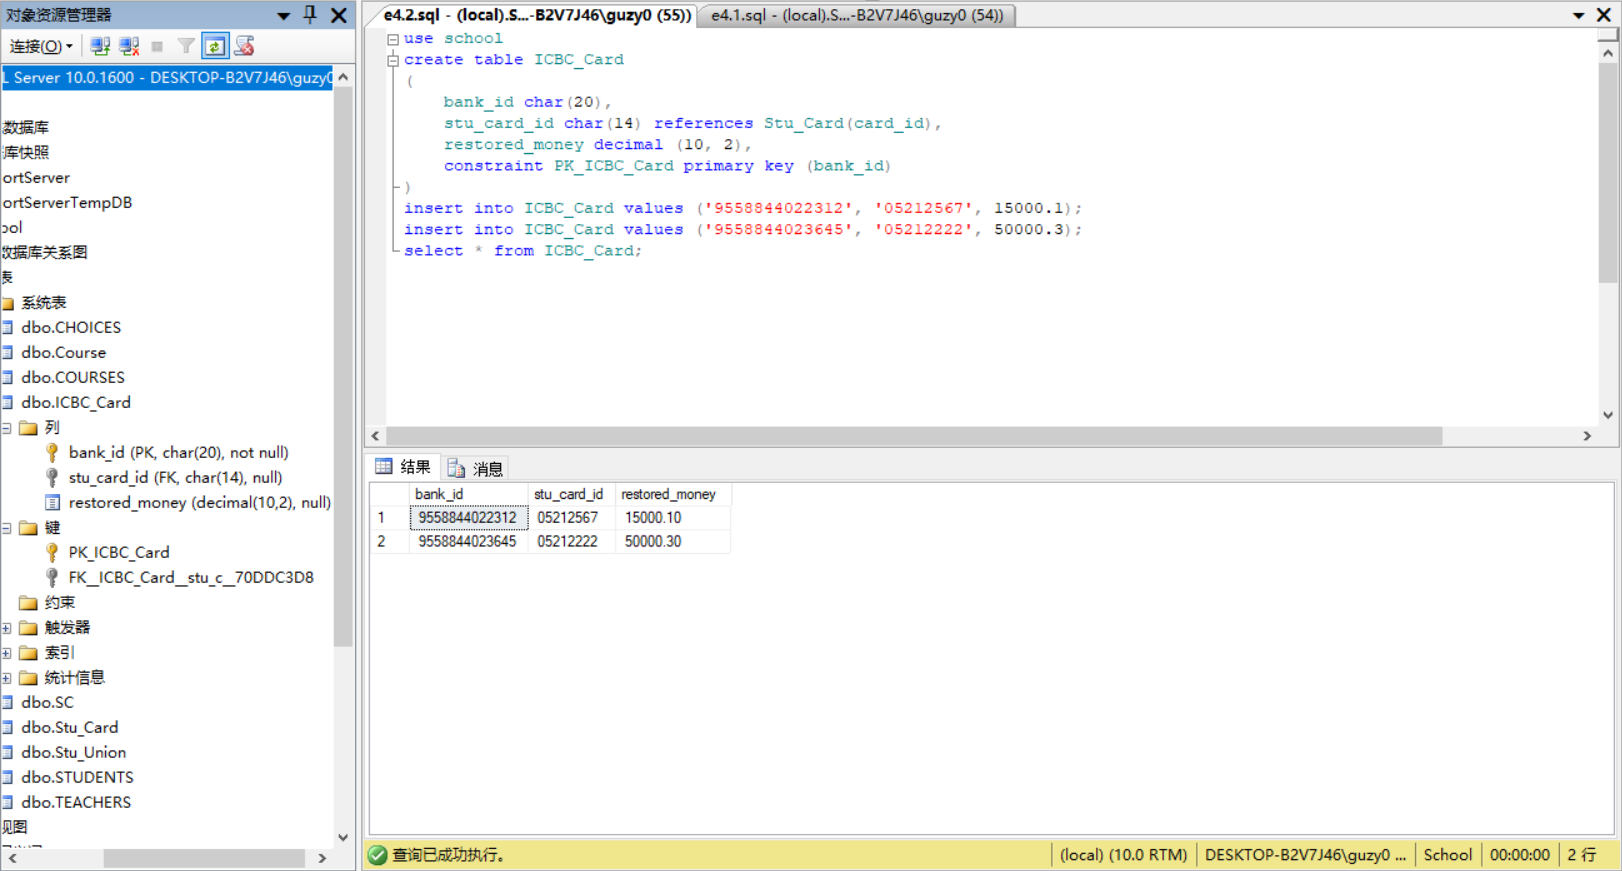 对象资源管理器
连接(O)
L Server 10.0.1600 - DESKTOP-B2V7J46\guzy0
数据库
库快照
ortServer
ortServerTempDB
ool
数据库关系图
表
系统表
dbo.CHOICES
dbo.Course
dbo.COURSES
dbo.ICBC_Card
列
bank_id (PK, char(20), not null)
stu_card_id (FK, char(14), null)
restored_money (decimal(10,2), null)
键
PK_ICBC_Card
FK__ICBC_Card__stu_c__70DDC3D8
约束
触发器
索引
统计信息
dbo.SC
dbo.Stu_Card
dbo.Stu_Union
dbo.STUDENTS
dbo.TEACHERS
视图
e4.2.sql - (local).S...-B2V7J46\guzy0 (55))
e4.1.sql - (local).S...-B2V7J46\guzy0 (54))
use school
create table ICBC_Card
(
bank_id char(20),
stu_card_id char(14) references Stu_Card(card_id),
restored_money decimal (10, 2),
constraint PK_ICBC_Card primary key (bank_id)
)
insert into ICBC_Card values ('9558844022312', '05212567', 15000.1);
insert into ICBC_Card values ('9558844023645', '05212222', 50000.3);
select * from ICBC_Card;
结果 消息
bank_id stu_card_id restored_money
1 9558844022312 05212567 15000.10
2 9558844023645 05212222 50000.30
查询已成功执行。 (local) (10.0 RTM) DESKTOP-B2V7J46\guzy0 ... School 00:00:00 2 行